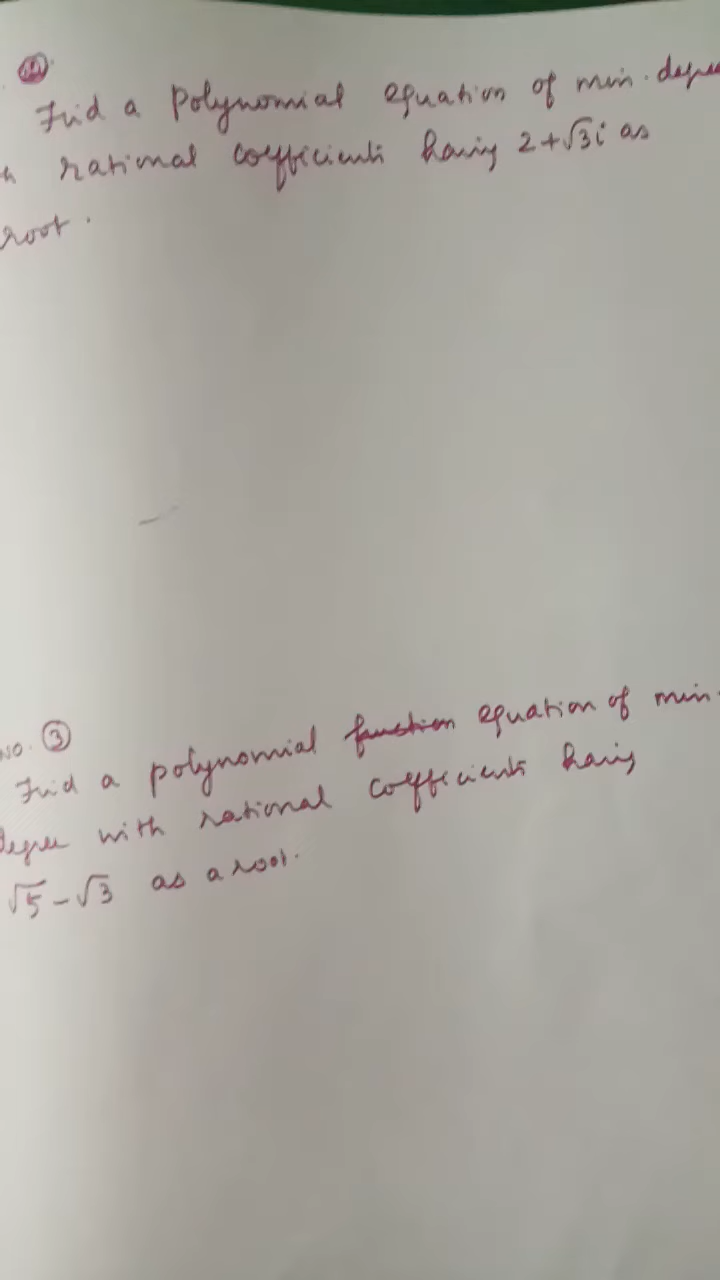 Find a Polynomial equation of min. degree
rational coefficients having 2+√3i as
root.
No. ③
Find a polynomial function equation of min.
degree with rational coefficients having
√5-√3 as a root.